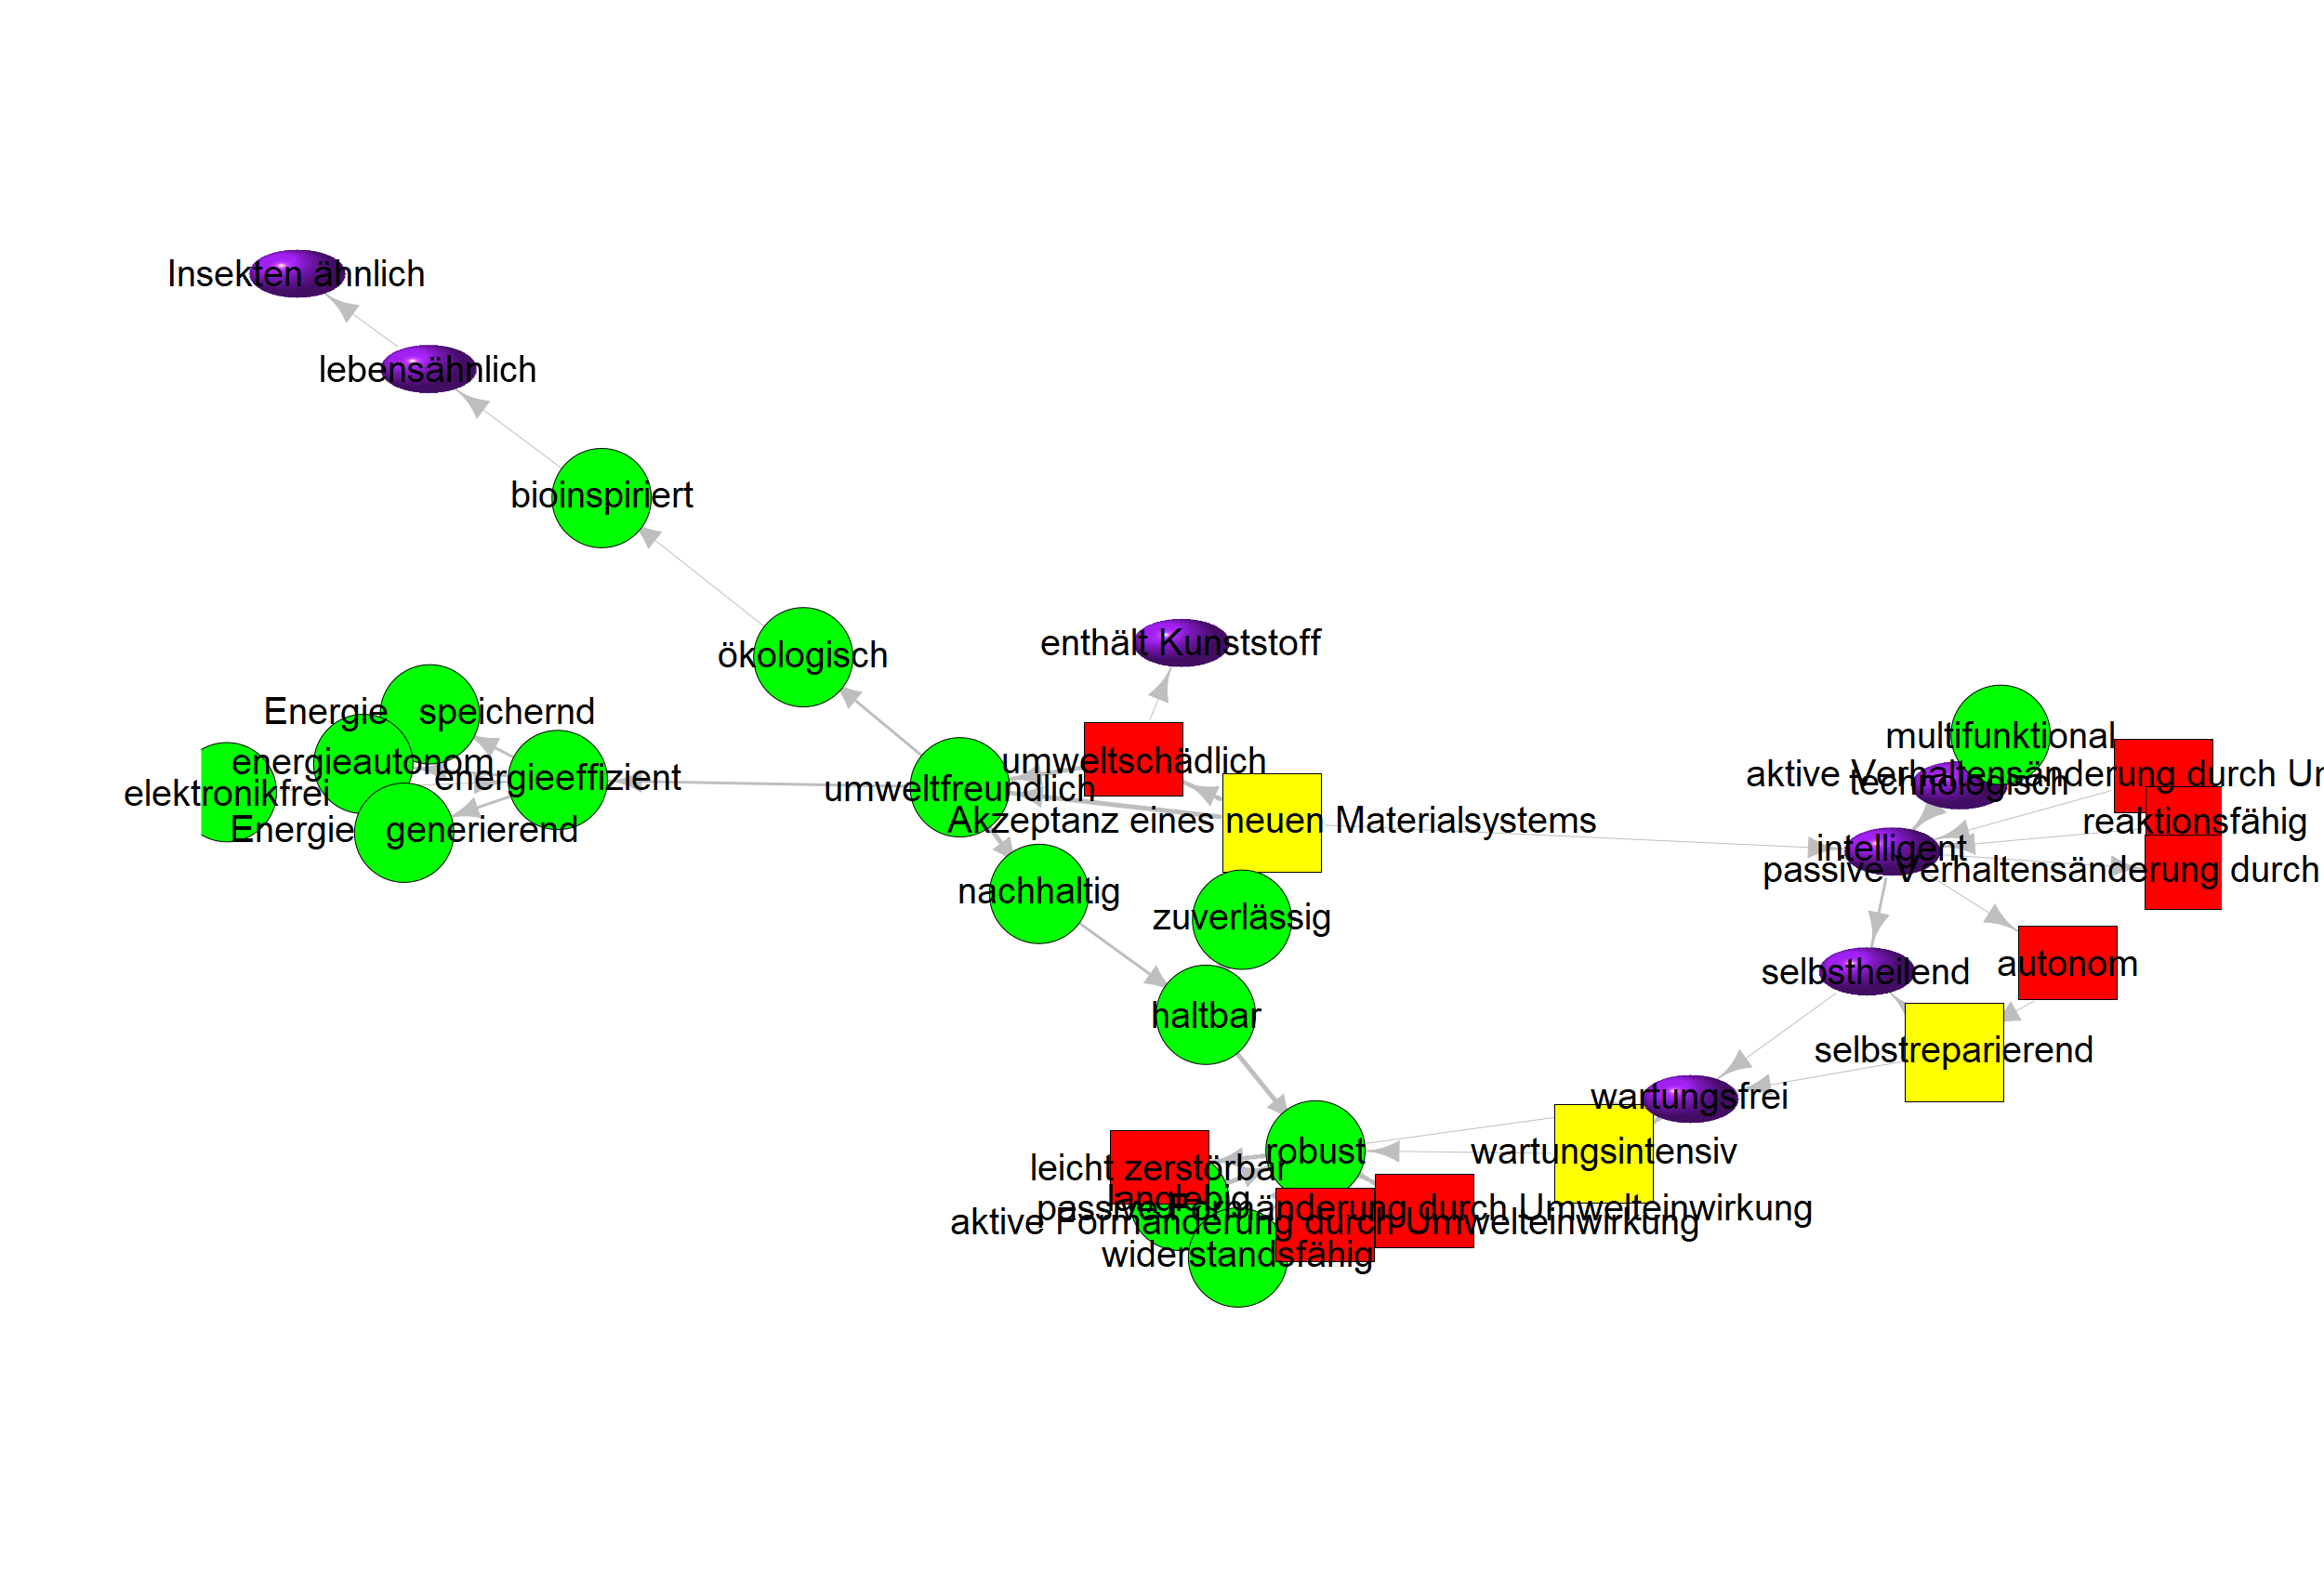 Insekten ähnlich
lebensähnlich
bioinspiriert
ökologisch
enthält Kunststoff
Energie speichernd
multifunktional
energieautonom
umweltschädlich
aktive Verhaltensänderung durch Un
energieeffizient
technologisch
elektronikfrei
umweltfreundlich
Energie generierend
Akzeptanz eines neuen Materialsystems
reaktionsfähig
intelligent
passive Verhaltensänderung durch
nachhaltig
zuverlässig
selbstheilend
autonom
haltbar
selbstreparierend
wartungsfrei
robust
wartungsintensiv
leicht zerstörbar
langlebig
passive Formänderung durch Umwelteinwirkung
aktive Formänderung durch Umwelteinwirkung
widerstandsfähig